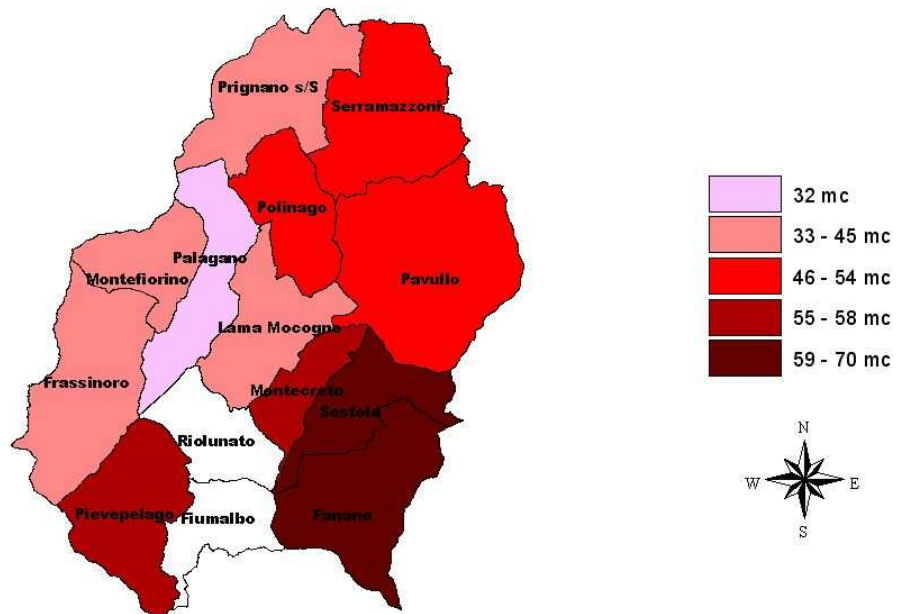 Prignano s/S
Serramazzoni
Polinago
Palagano
Montefiorino
Pavullo
Lama Mocogno
Frassinoro
Montecreto
Sestola
Riolunato
Pievepelago
Fiumalbo
Fanano
32 mc
33 - 45 mc
46 - 54 mc
55 - 58 mc
59 - 70 mc
N
W E
S